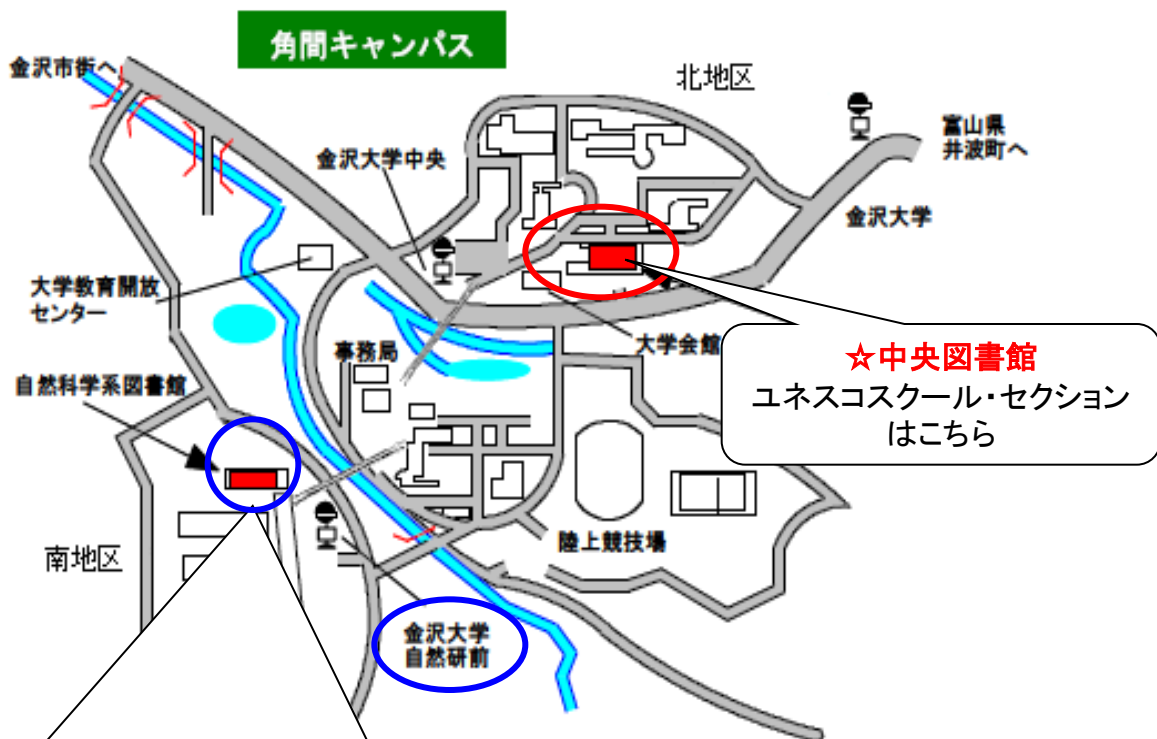 角間キャンパス
金沢市街へ
北地区
金沢大学中央
富山県
井波町へ
金沢大学
大学教育開放
センター
事務局
大学会館
☆中央図書館
ユネスコスクール・セクション
はこちら
自然科学系図書館
南地区
陸上競技場
金沢大学
自然研前